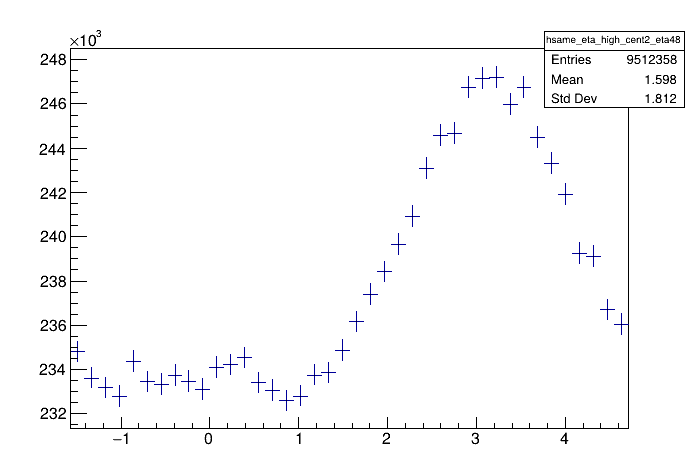 ×10³
hsame_eta_high_cent2_eta48
Entries 9512358
Mean 1.598
Std Dev 1.812
248
246
244
242
240
238
236
234
232
−1 0 1 2 3 4